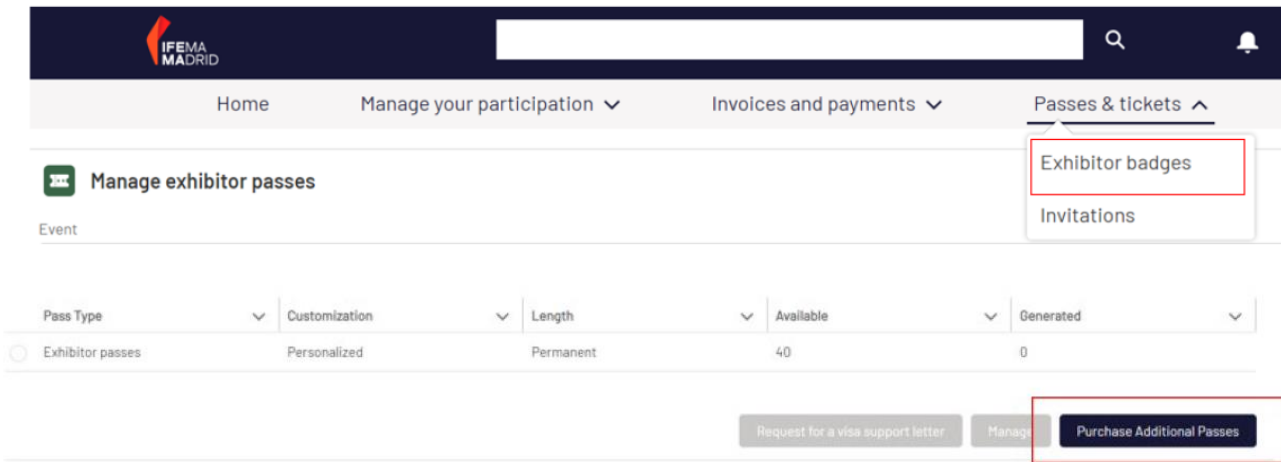 IFEMA
MADRID
Home Manage your participation Invoices and payments Passes & tickets
Exhibitor badges
Manage exhibitor passes
Invitations
Event
Pass Type Customization Length Available Generated
Exhibitor passes Personalized Permanent 40 0
Request for a visa support letter Manage Purchase Additional Passes